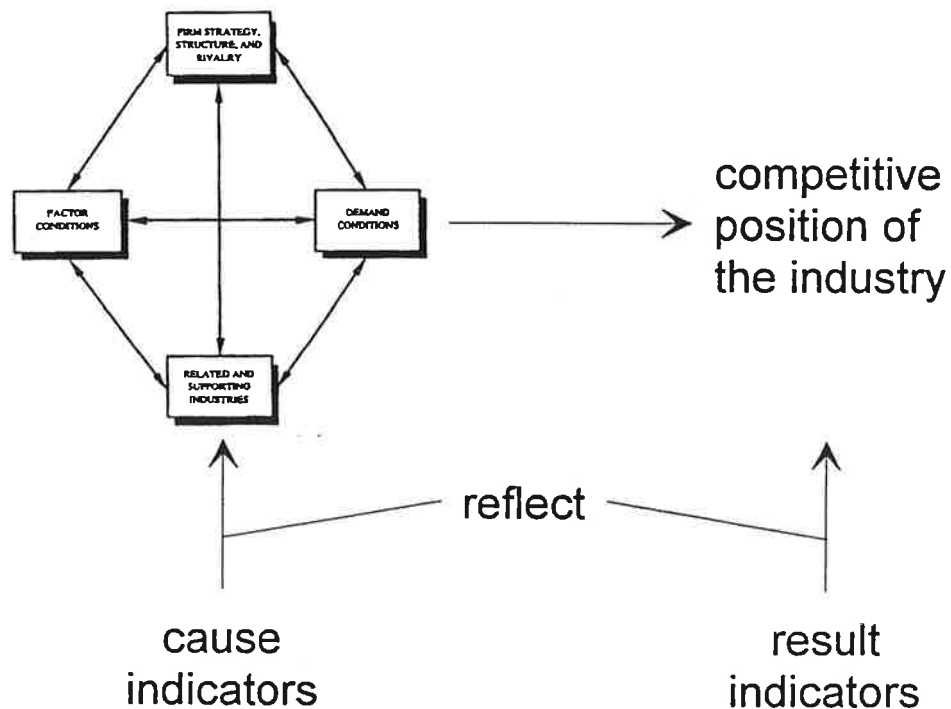 FIRM STRATEGY,
STRUCTURE, AND
RIVALRY
FACTOR
CONDITIONS
DEMAND
CONDITIONS
competitive
position of
the industry
RELATED AND
SUPPORTING
INDUSTRIES
reflect
cause
indicators
result
indicators